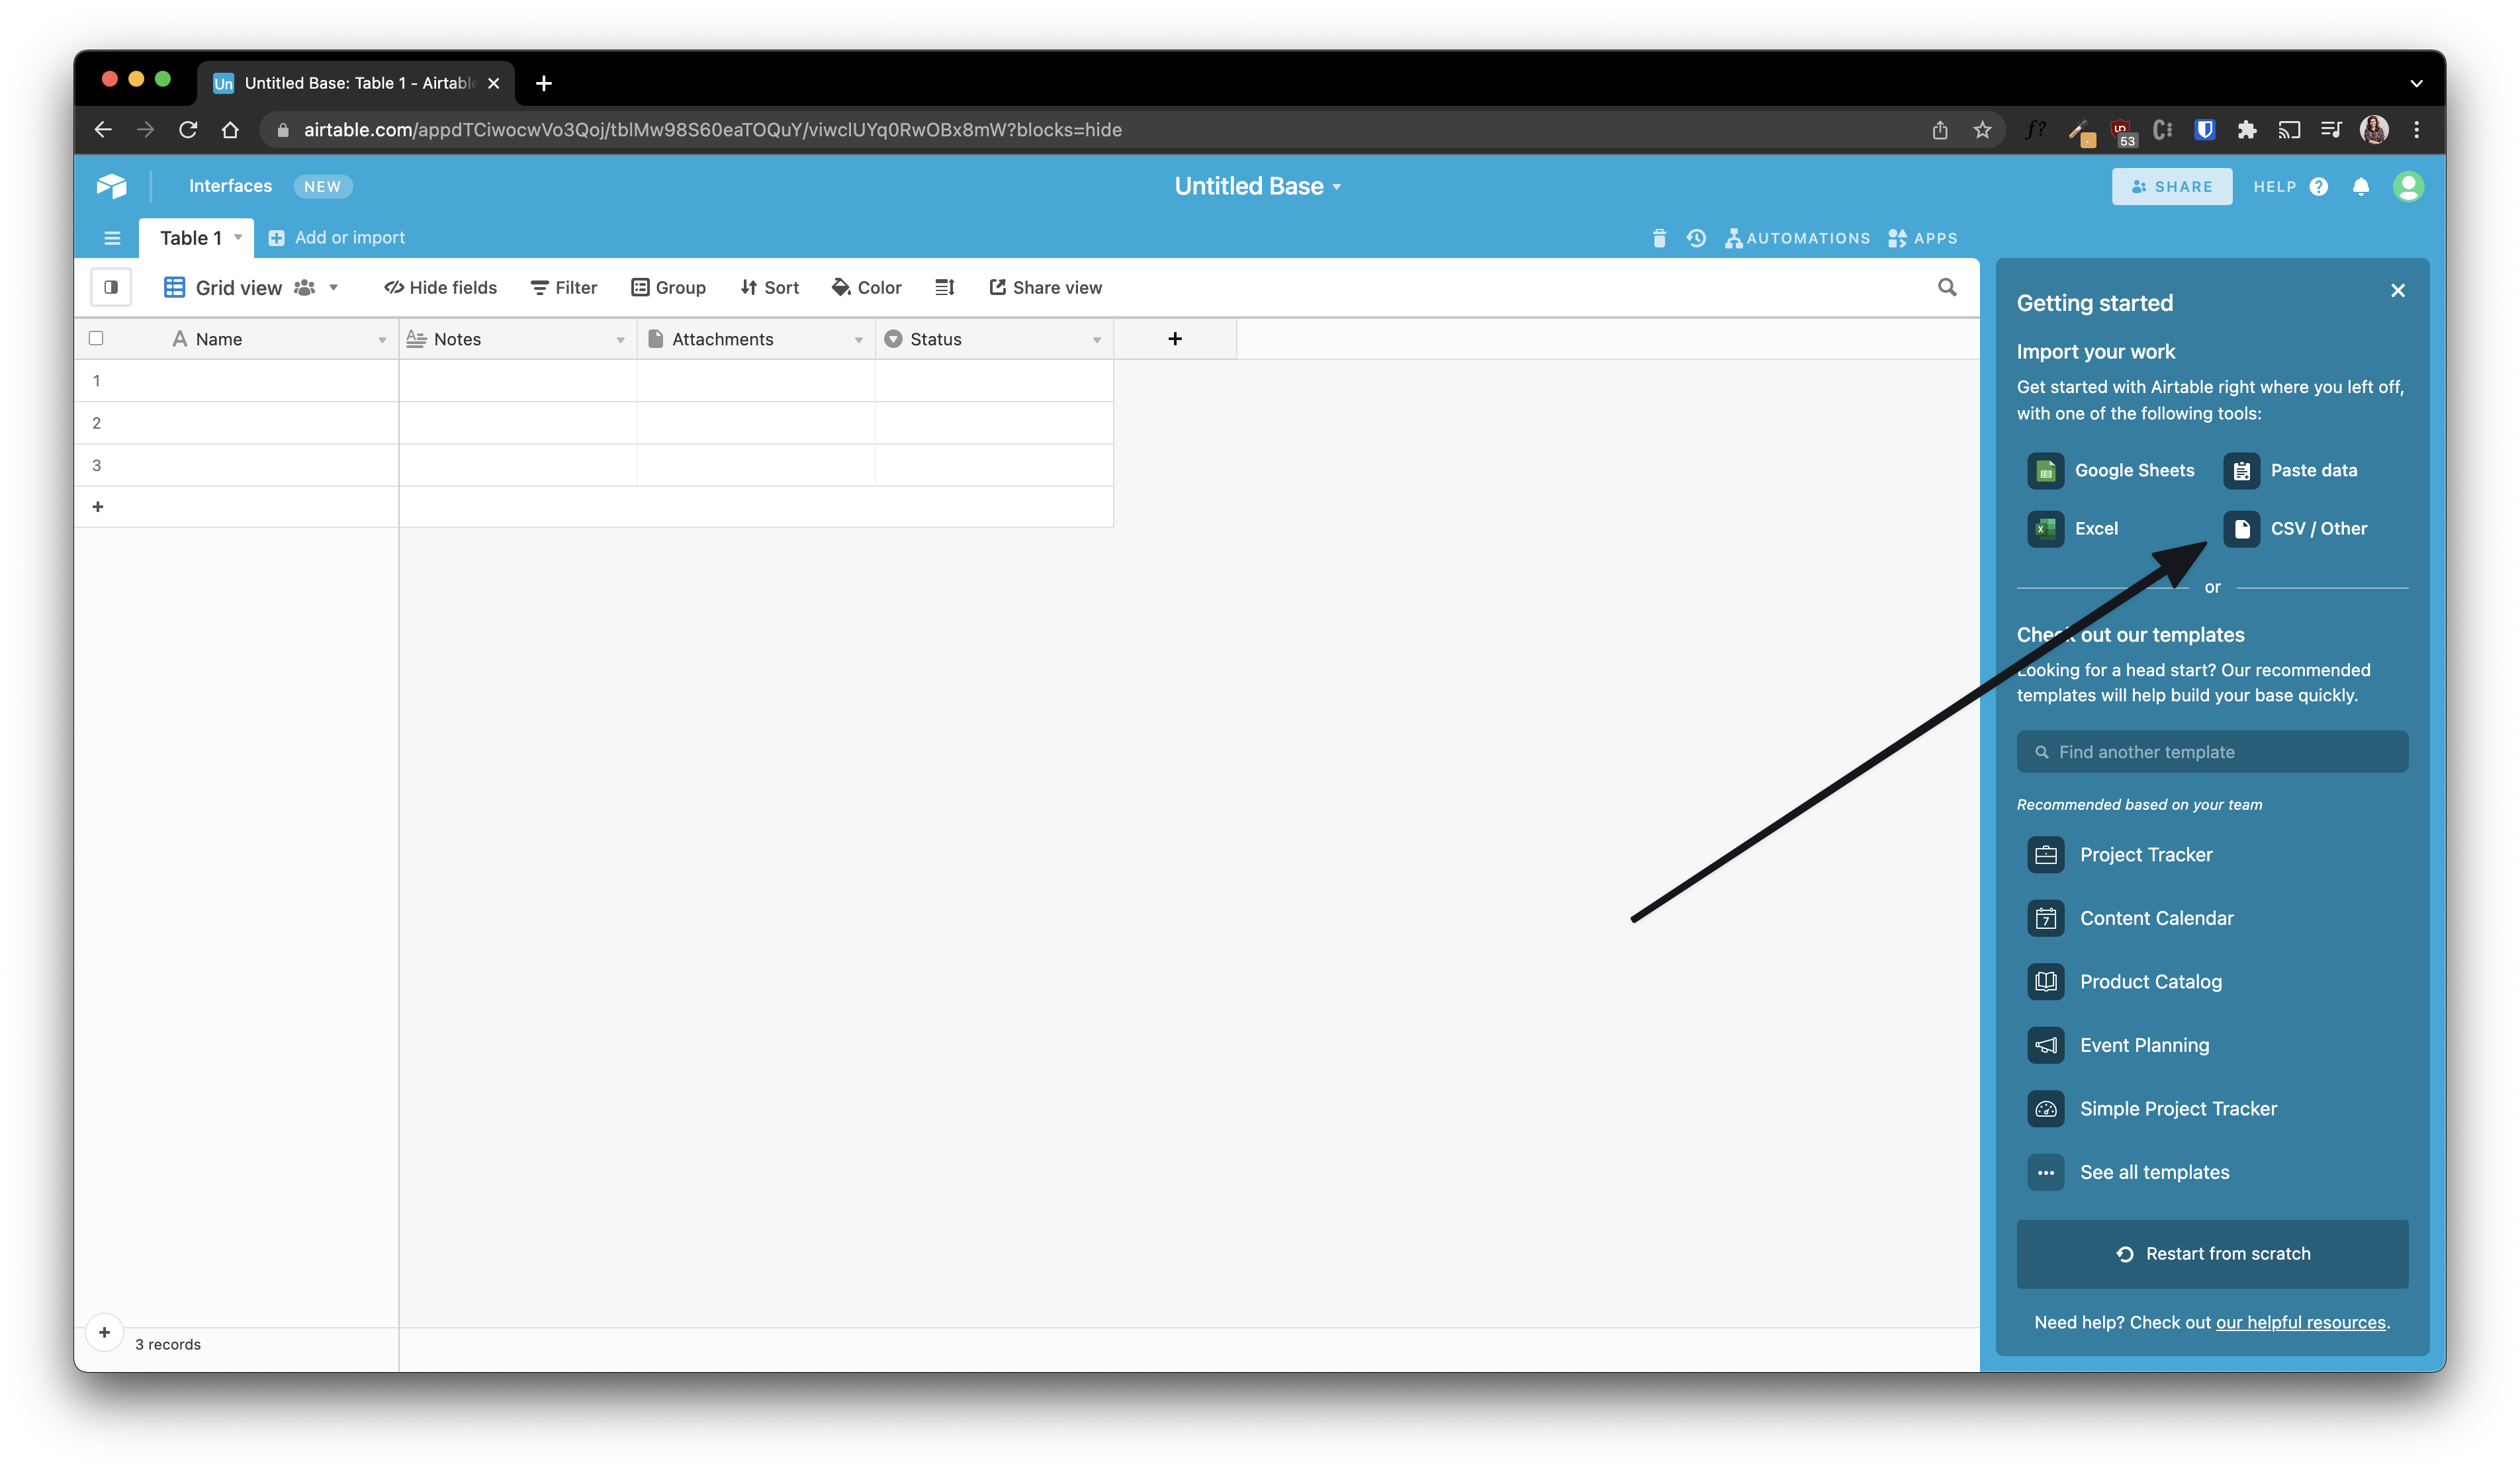 Un Untitled Base: Table 1 - Airtable
airtable.com/appdTCiwocwVo3Qoj/tblMw98S60eaTOQuY/viwclUYq0RwOBx8mW?blocks=hide
f?
53
Interfaces NEW
Untitled Base
SHARE HELP ?
Table 1 Add or import
AUTOMATIONS APPS
Grid view Hide fields Filter Group Sort Color Share view
Name Notes Attachments Status
1
2
3
3 records
Getting started
Import your work
Get started with Airtable right where you left off,
with one of the following tools:
Google Sheets Paste data
Excel CSV / Other
or
Check out our templates
Looking for a head start? Our recommended
templates will help build your base quickly.
Find another template
Recommended based on your team
Project Tracker
7 Content Calendar
Product Catalog
Event Planning
Simple Project Tracker
See all templates
Restart from scratch
Need help? Check out our helpful resources.